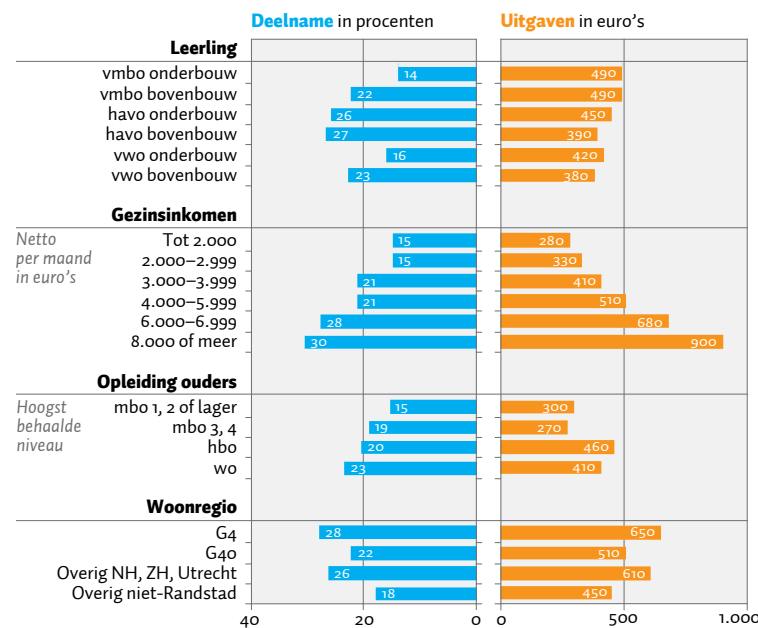 Deelname in procenten Uitgaven in euro's
Leerling
vmbo onderbouw 14 490
vmbo bovenbouw 22 490
havo onderbouw 26 450
havo bovenbouw 27 390
vwo onderbouw 16 420
vwo bovenbouw 23 380
Gezinsinkomen
Netto per maand in euro's
Tot 2.000 15 280
2.000–2.999 15 330
3.000–3.999 21 410
4.000–5.999 21 510
6.000–6.999 28 680
8.000 of meer 30 900
Opleiding ouders
Hoogst behaalde niveau
mbo 1, 2 of lager 15 300
mbo 3, 4 19 270
hbo 20 460
wo 23 410
Woonregio
G4 28 650
G40 22 510
Overig NH, ZH, Utrecht 26 610
Overig niet-Randstad 18 450
40 20 0 0 500 1.000